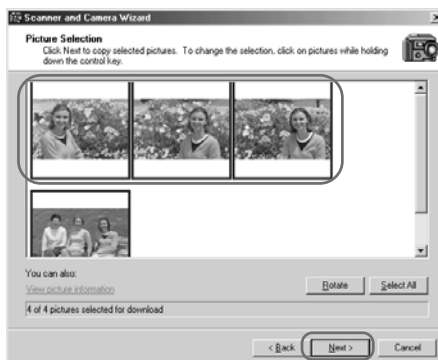 Scanner and Camera Wizard
Picture Selection
Click Next to copy selected pictures. To change the selection, click on pictures while holding
down the control key.
You can also:
View picture information
Rotate
Select All
4 of 4 pictures selected for download
< Back
Next >
Cancel